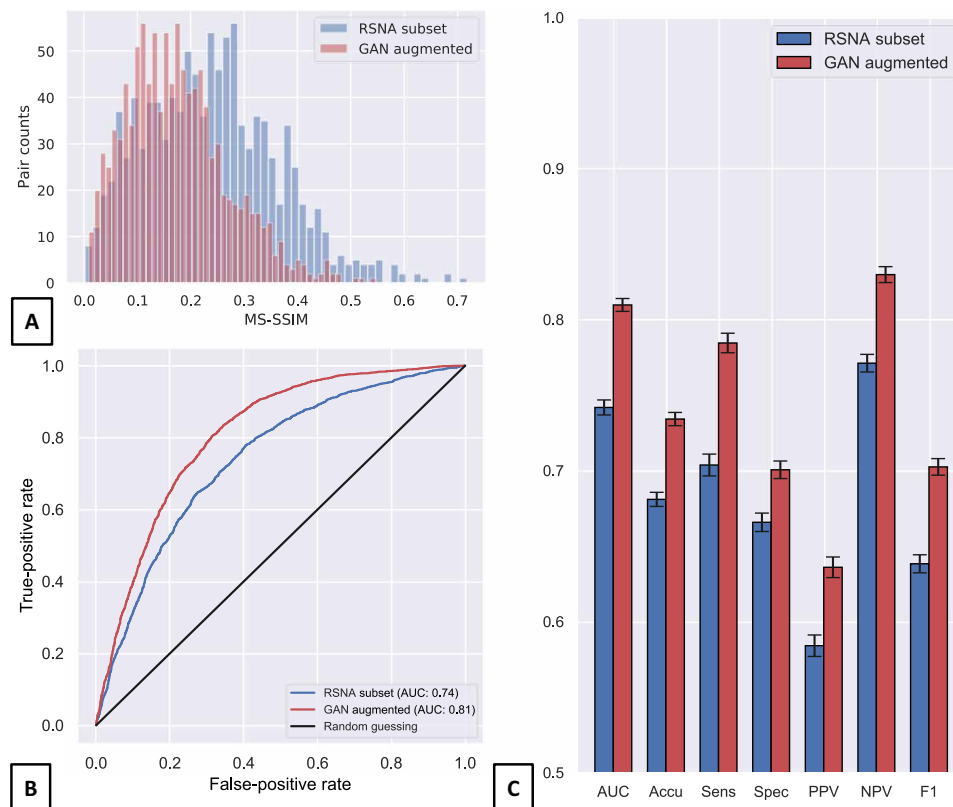 RSNA subset
GAN augmented
Pair counts
50
40
30
20
10
0
0.0 0.1 0.2 0.3 0.4 0.5 0.6 0.7
MS-SSIM
A
True-positive rate
1.0
0.8
0.6
0.4
0.2
0.0
RSNA subset (AUC: 0.74)
GAN augmented (AUC: 0.81)
Random guessing
0.0 0.2 0.4 0.6 0.8 1.0
False-positive rate
B
1.0
0.9
0.8
0.7
0.6
0.5
RSNA subset
GAN augmented
AUC Accu Sens Spec PPV NPV F1
C